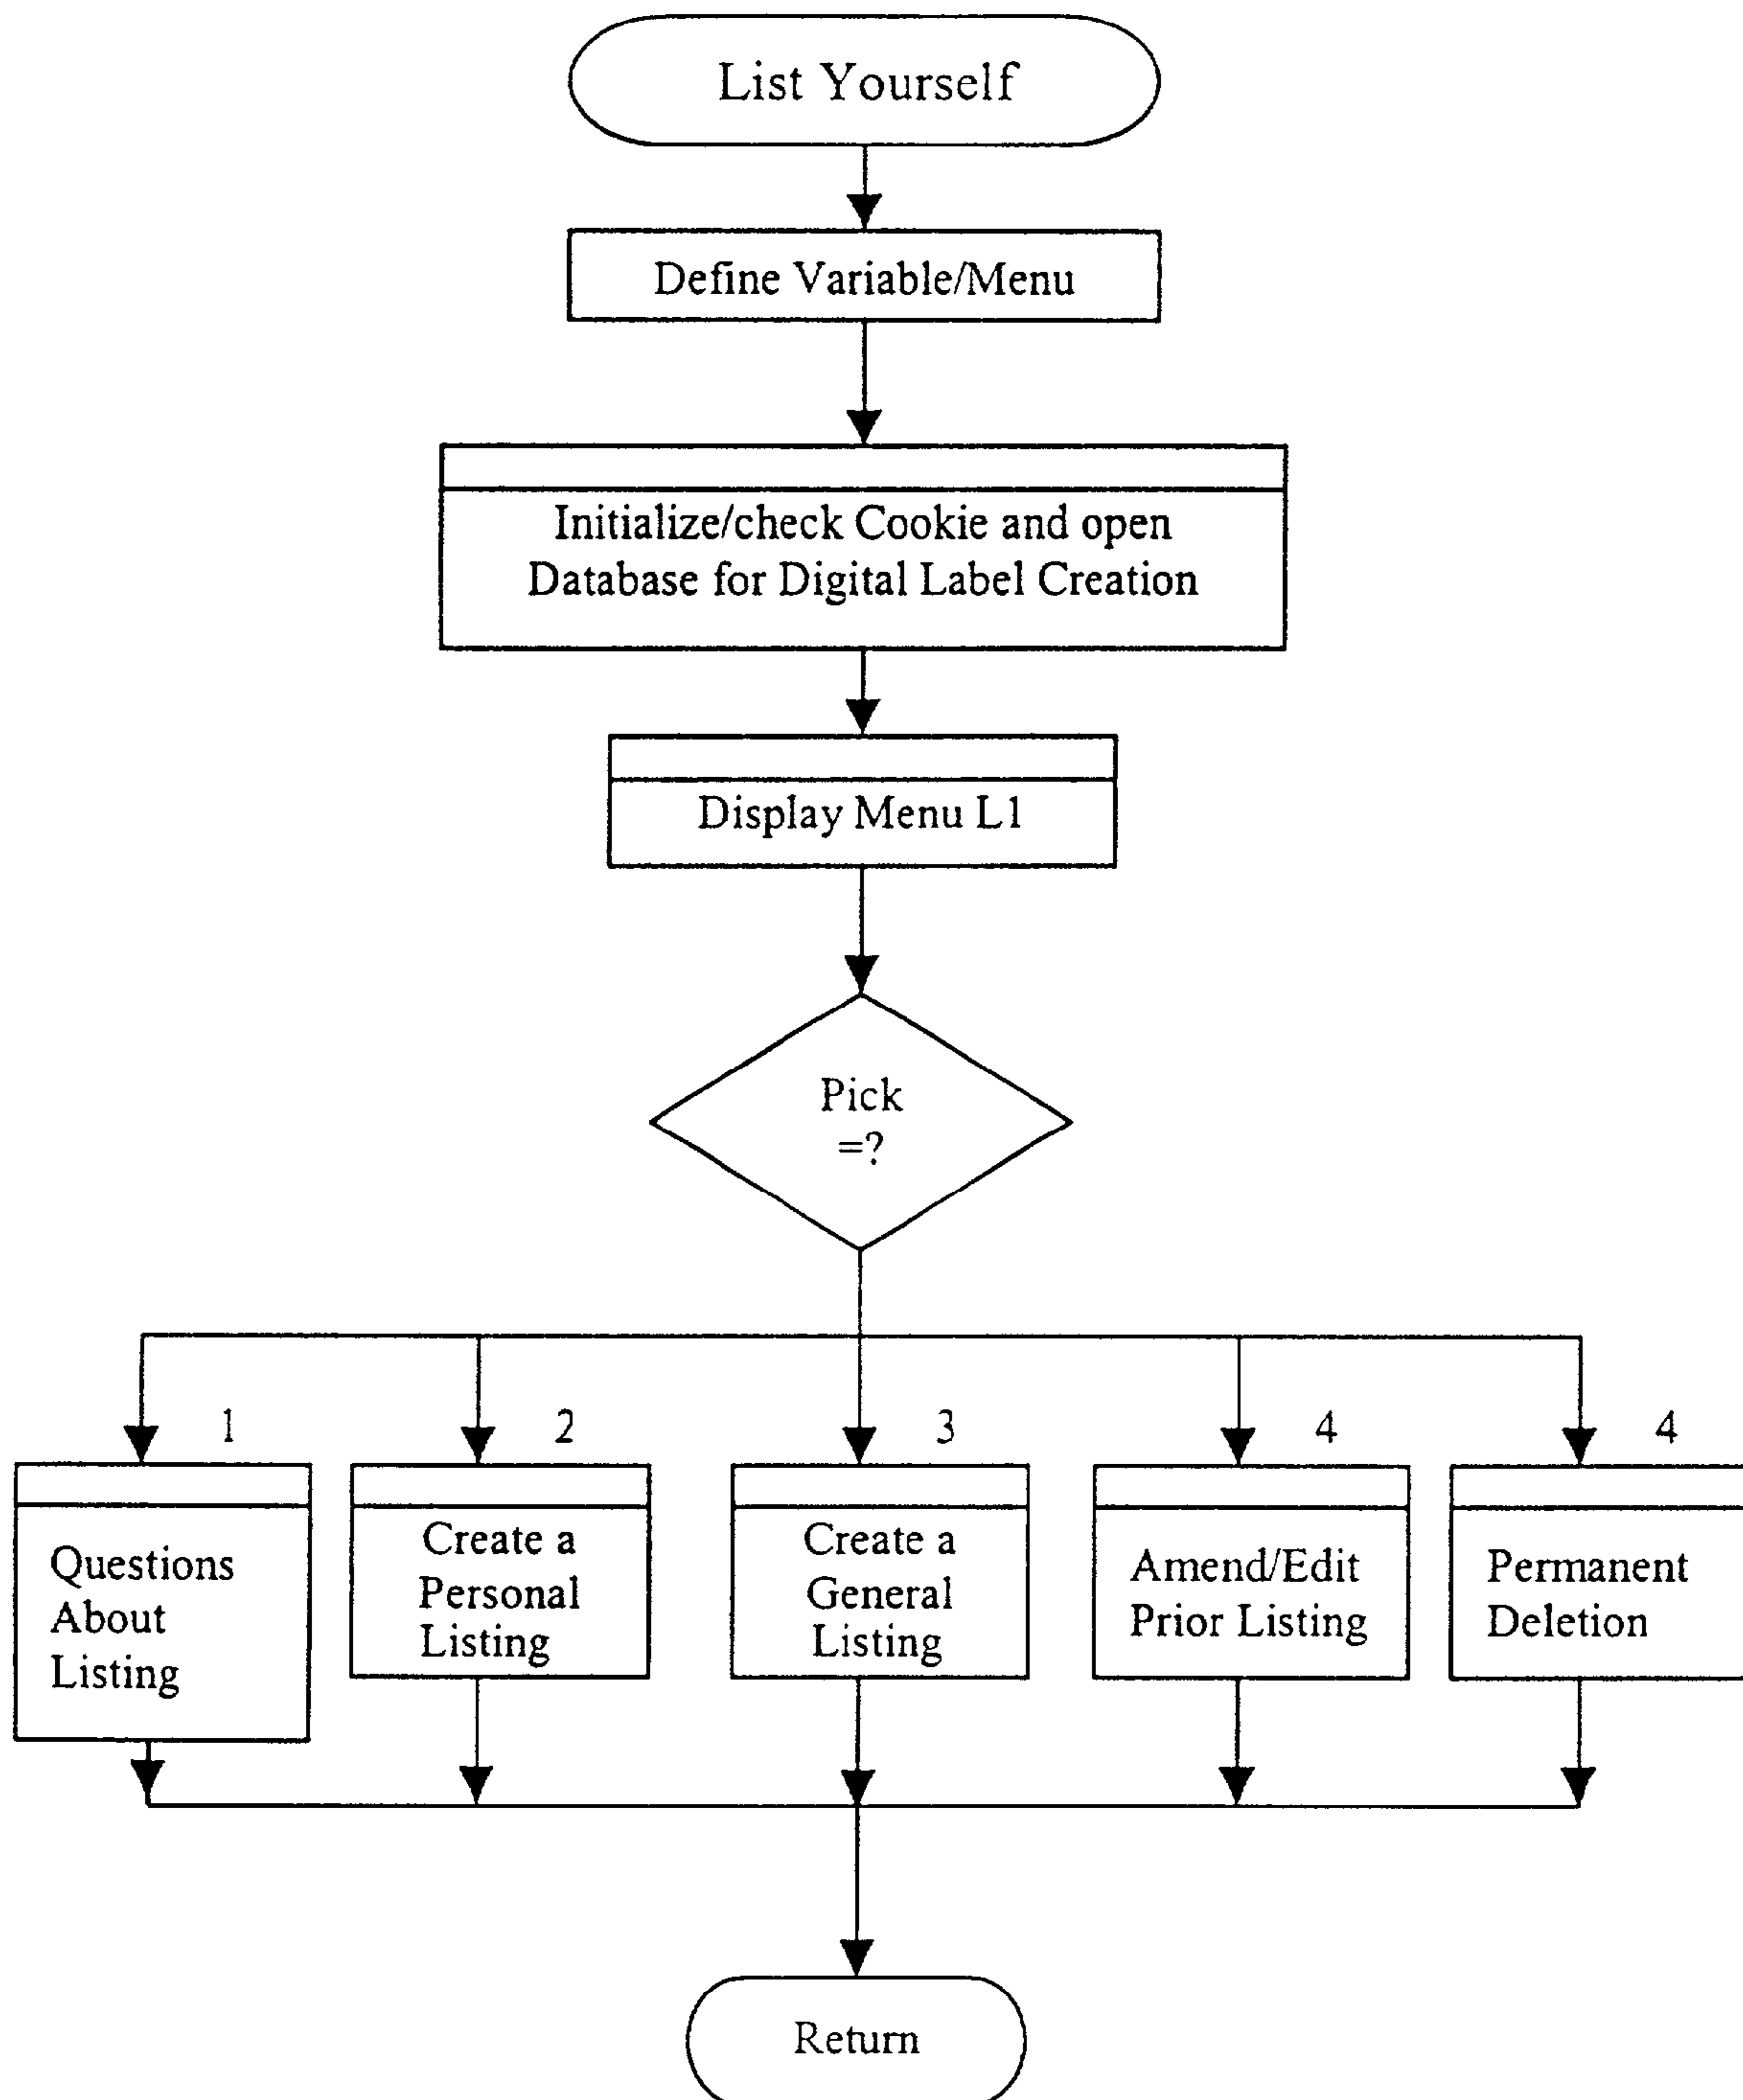 List Yourself
Define Variable/Menu
Initialize/check Cookie and open
Database for Digital Label Creation
Display Menu L1
Pick
=?
1
2
3
4
4
Questions
About
Listing
Create a
Personal
Listing
Create a
General
Listing
Amend/Edit
Prior Listing
Permanent
Deletion
Return